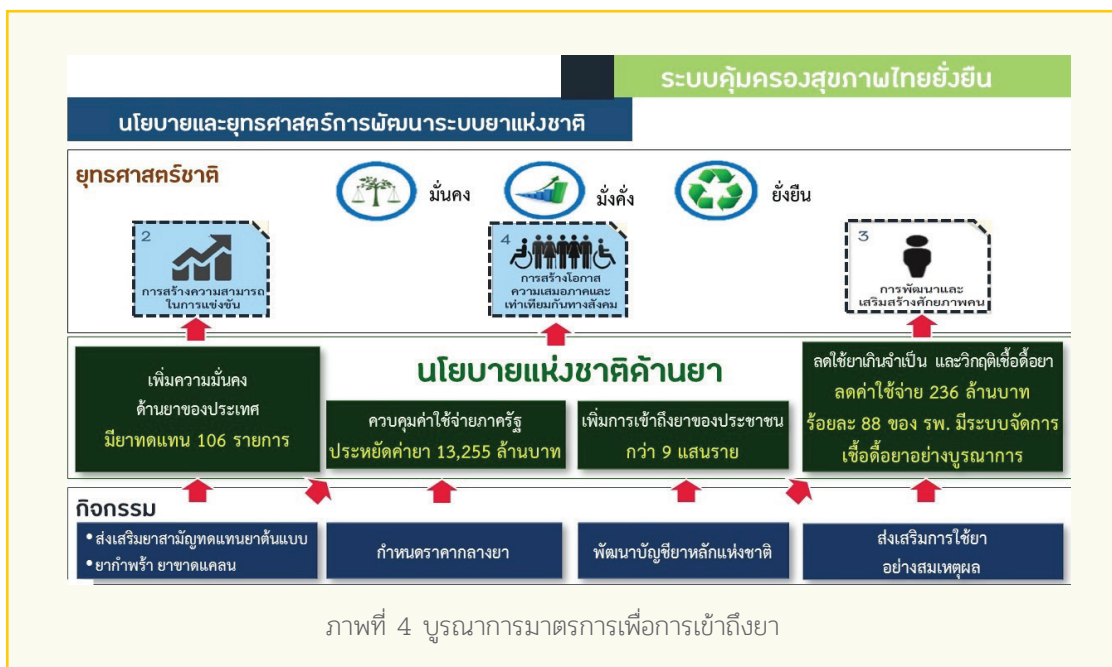 ระบบคุ้มครองสุขภาพไทยยั่งยืน
นโยบายและยุทธศาสตร์การพัฒนาระบบยาแห่งชาติ
ยุทธศาสตร์ชาติ
มั่นคง
มั่งคั่ง
ยั่งยืน
2
การสร้างความสามารถ
ในการแข่งขัน
4
การสร้างโอกาส
ความเสมอภาคและ
เท่าเทียมกันทางสังคม
3
การพัฒนาและ
เสริมสร้างศักยภาพคน
นโยบายแห่งชาติด้านยา
เพิ่มความมั่นคง
ด้านยาของประเทศ
มียาทดแทน 106 รายการ
ควบคุมค่าใช้จ่ายภาครัฐ
ประหยัดค่ายา 13,255 ล้านบาท
เพิ่มการเข้าถึงยาของประชาชน
กว่า 9 แสนราย
ลดใช้ยาเกินจำเป็น และวิกฤติเชื้อดื้อยา
ลดค่าใช้จ่าย 236 ล้านบาท
ร้อยละ 88 ของ รพ. มีระบบจัดการ
เชื้อดื้อยาอย่างบูรณาการ
กิจกรรม
•ส่งเสริมยาสามัญทดแทนยาต้นแบบ
•ยากำพร้า ยาขาดแคลน
กำหนดราคากลางยา
พัฒนาบัญชียาหลักแห่งชาติ
ส่งเสริมการใช้ยา
อย่างสมเหตุผล
ภาพที่ 4 บูรณาการมาตรการเพื่อการเข้าถึงยา